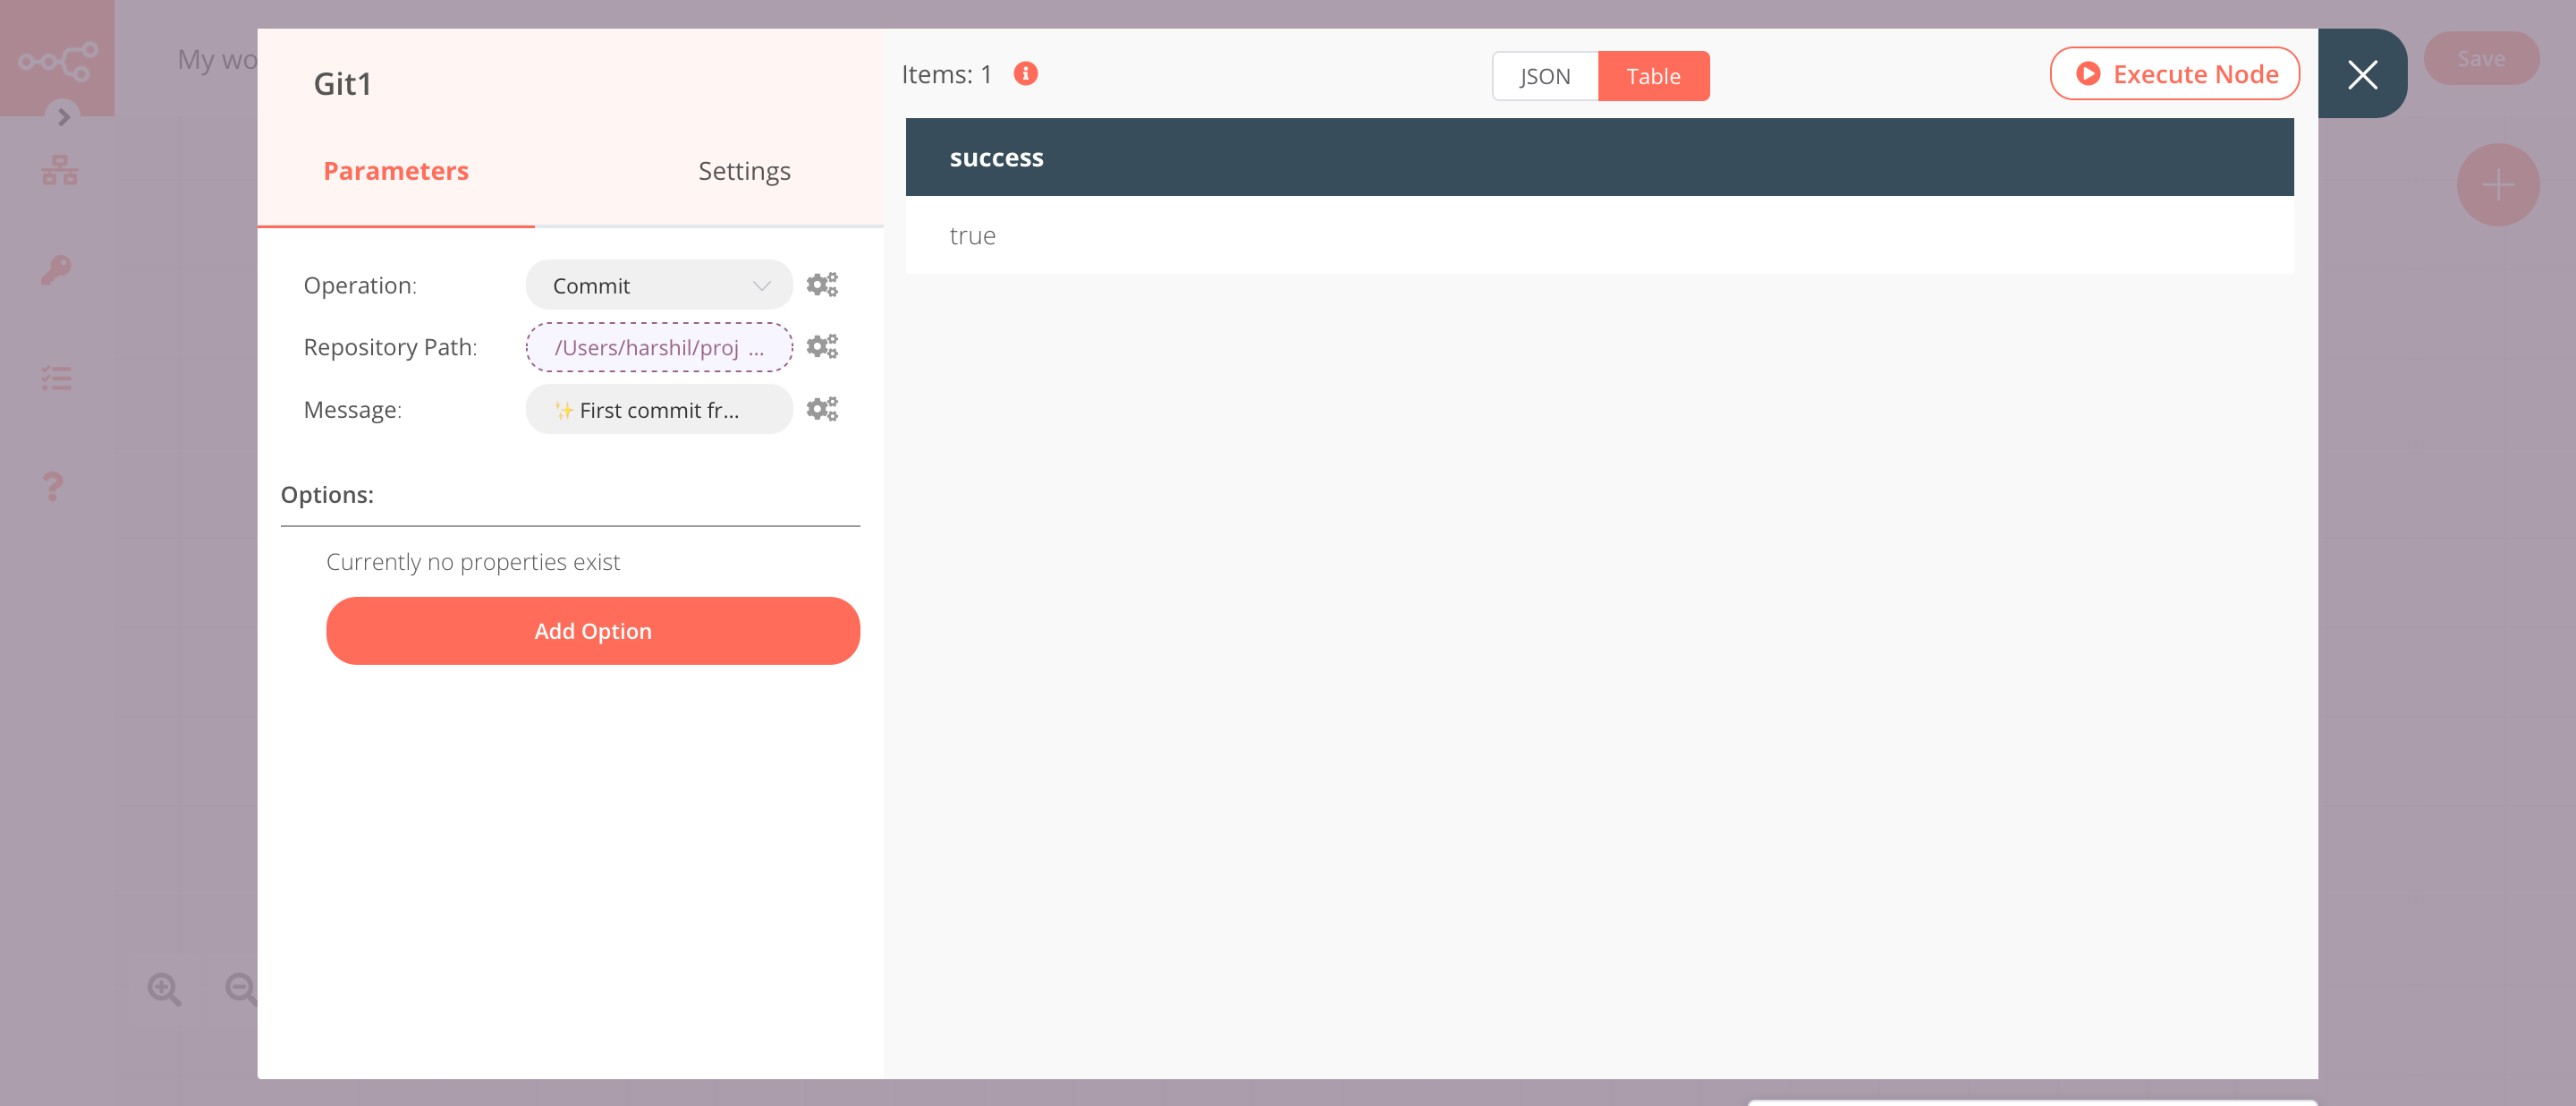 My wo
Save
Git1
Parameters
Settings
Operation:
Commit
Repository Path:
/Users/harshil/proj ...
Message:
✨ First commit fr...
Options:
Currently no properties exist
Add Option
Items: 1
JSON
Table
Execute Node
success
true